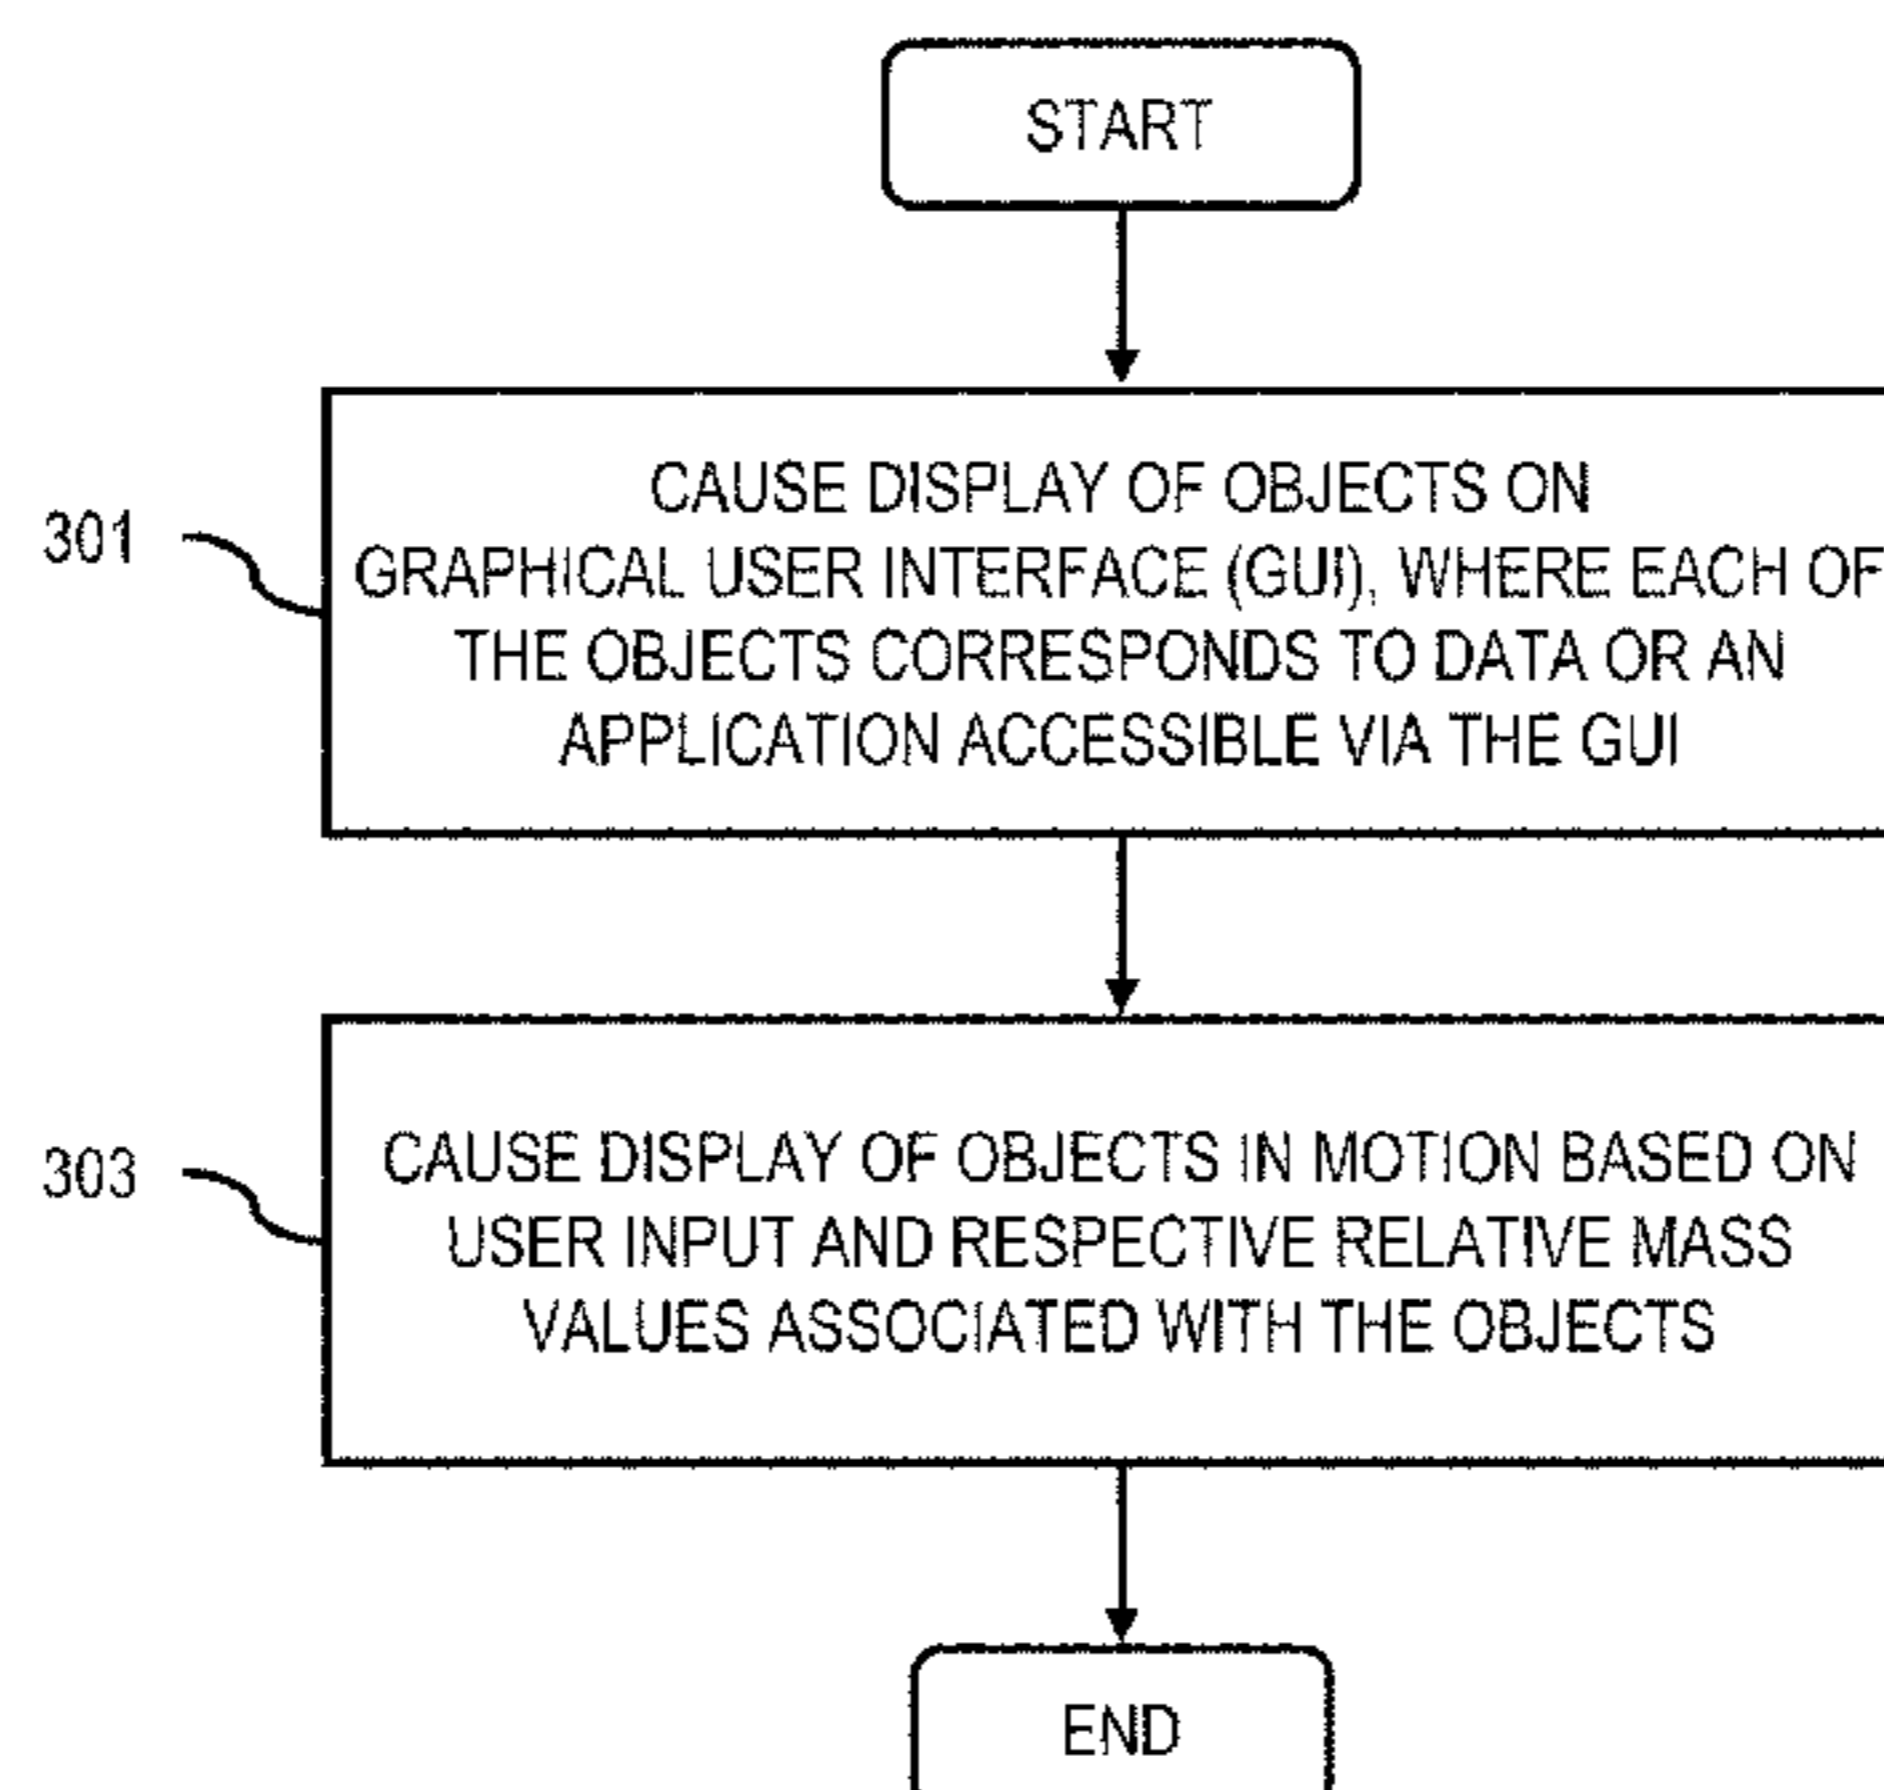 START
301
CAUSE DISPLAY OF OBJECTS ON
GRAPHICAL USER INTERFACE (GUI), WHERE EACH OF
THE OBJECTS CORRESPONDS TO DATA OR AN
APPLICATION ACCESSIBLE VIA THE GUI
303
CAUSE DISPLAY OF OBJECTS IN MOTION BASED ON
USER INPUT AND RESPECTIVE RELATIVE MASS
VALUES ASSOCIATED WITH THE OBJECTS
END